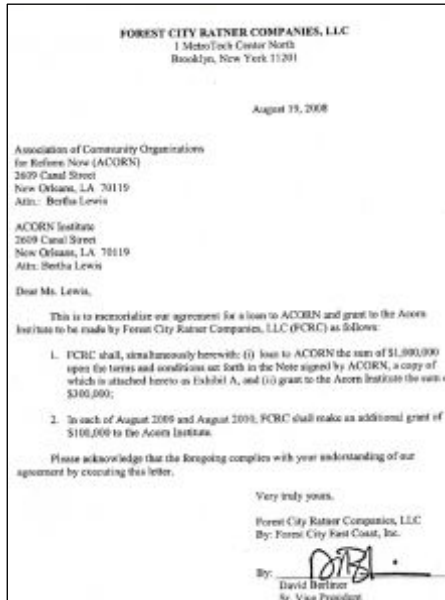 FOREST CITY RATNER COMPANIES, LLC
1 MetroTech Center North
Brooklyn, New York 11201
August 19, 2008
Association of Community Organizations
for Reform Now (ACORN)
2609 Canal Street
New Orleans, LA 70119
Attn.: Bertha Lewis
ACORN Institute
2609 Canal Street
New Orleans, LA 70119
Attn: Bertha Lewis
Dear Ms. Lewis,
This is to memorialize our agreement for a loan to ACORN and grant to the Acorn
Institute to be made by Forest City Ratner Companies, LLC (FCRC) as follows:
1. FCRC shall, simultaneously herewith: (i) loan to ACORN the sum of $1,000,000
upon the terms and conditions set forth in the Note signed by ACORN, a copy of
which is attached hereto as Exhibit A, and (ii) grant to the Acorn Institute the sum o
$300,000;
2. In each of August 2009 and August 2010, FCRC shall make an additional grant of
$100,000 to the Acorn Institute.
Please acknowledge that the foregoing complies with your understanding of our
agreement by executing this letter.
Very truly yours,
Forest City Ratner Companies, LLC
By: Forest City East Coast, Inc.
By:
David Berliner
Sr. Vice President